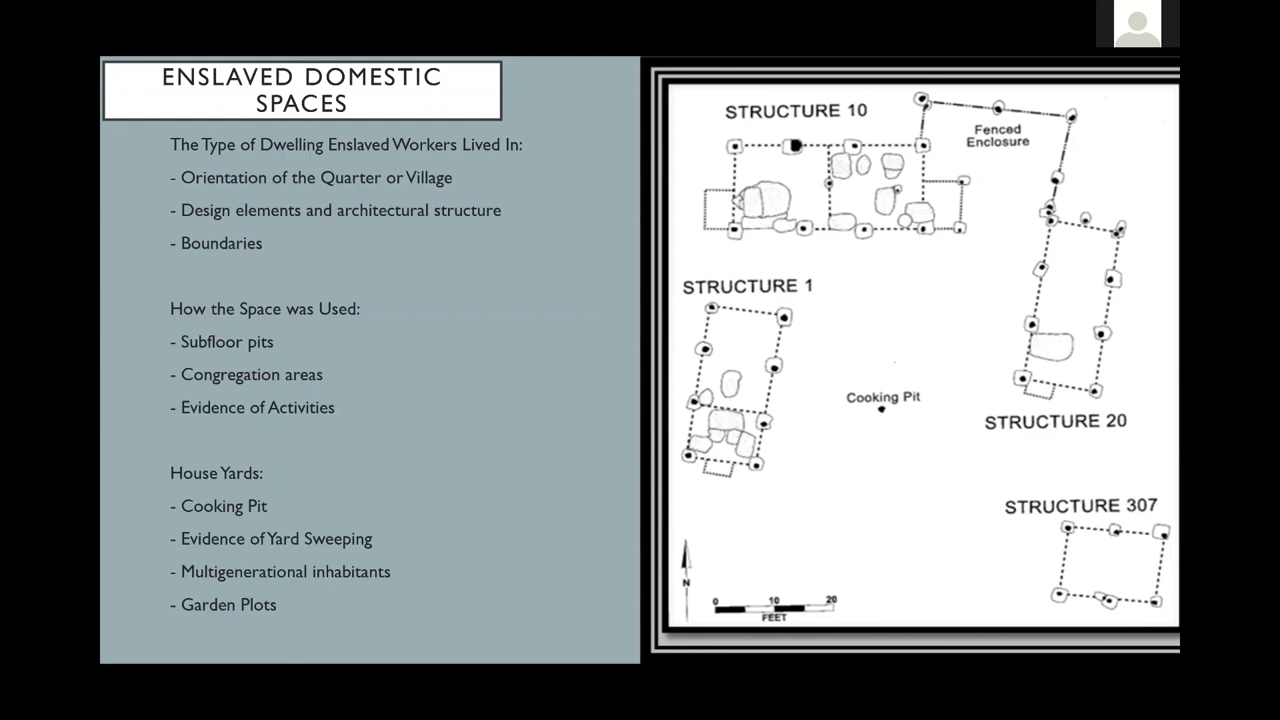 ENSLAVED DOMESTIC
SPACES
The Type of Dwelling Enslaved Workers Lived In:
- Orientation of the Quarter or Village
- Design elements and architectural structure
- Boundaries
How the Space was Used:
- Subfloor pits
- Congregation areas
- Evidence of Activities
House Yards:
- Cooking Pit
- Evidence of Yard Sweeping
- Multigenerational inhabitants
- Garden Plots
STRUCTURE 10
Fenced
Enclosure
STRUCTURE 1
Cooking Pit
STRUCTURE 20
STRUCTURE 307
N
0 10 20
FEET